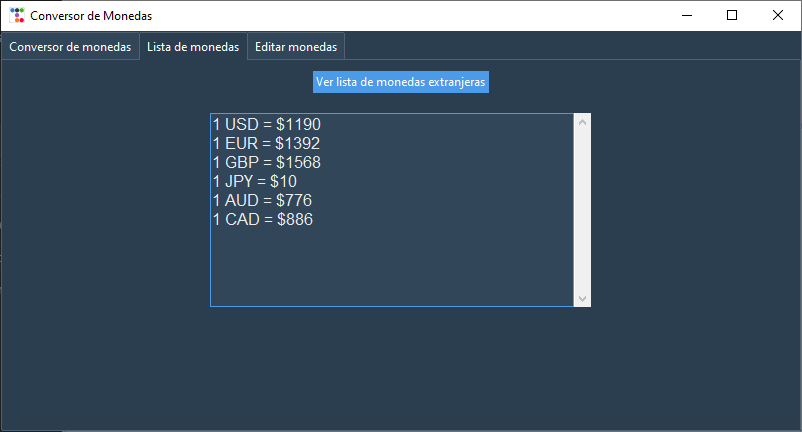 Conversor de Monedas
Conversor de monedas Lista de monedas Editar monedas
Ver lista de monedas extranjeras
1 USD = $1190
1 EUR = $1392
1 GBP = $1568
1 JPY = $10
1 AUD = $776
1 CAD = $886